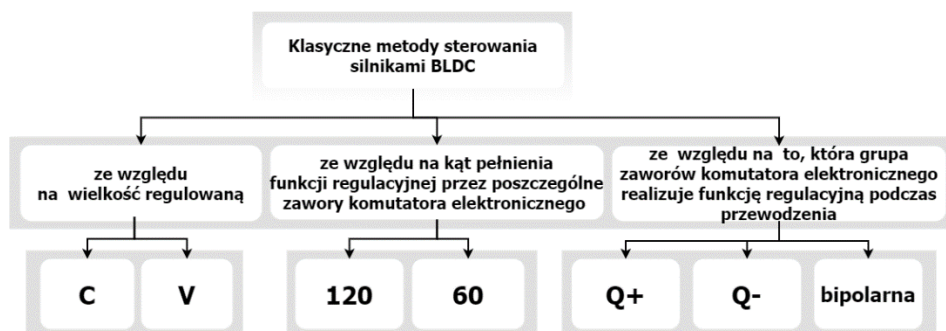 Klasyczne metody sterowania
silnikami BLDC
ze względu
na wielkość regulowaną
ze względu na kąt pełnienia
funkcji regulacyjnej przez poszczególne
zawory komutatora elektronicznego
ze względu na to, która grupa
zaworów komutatora elektronicznego
realizuje funkcję regulacyjną podczas
przewodzenia
C
V
120
60
Q+
Q-
bipolarna